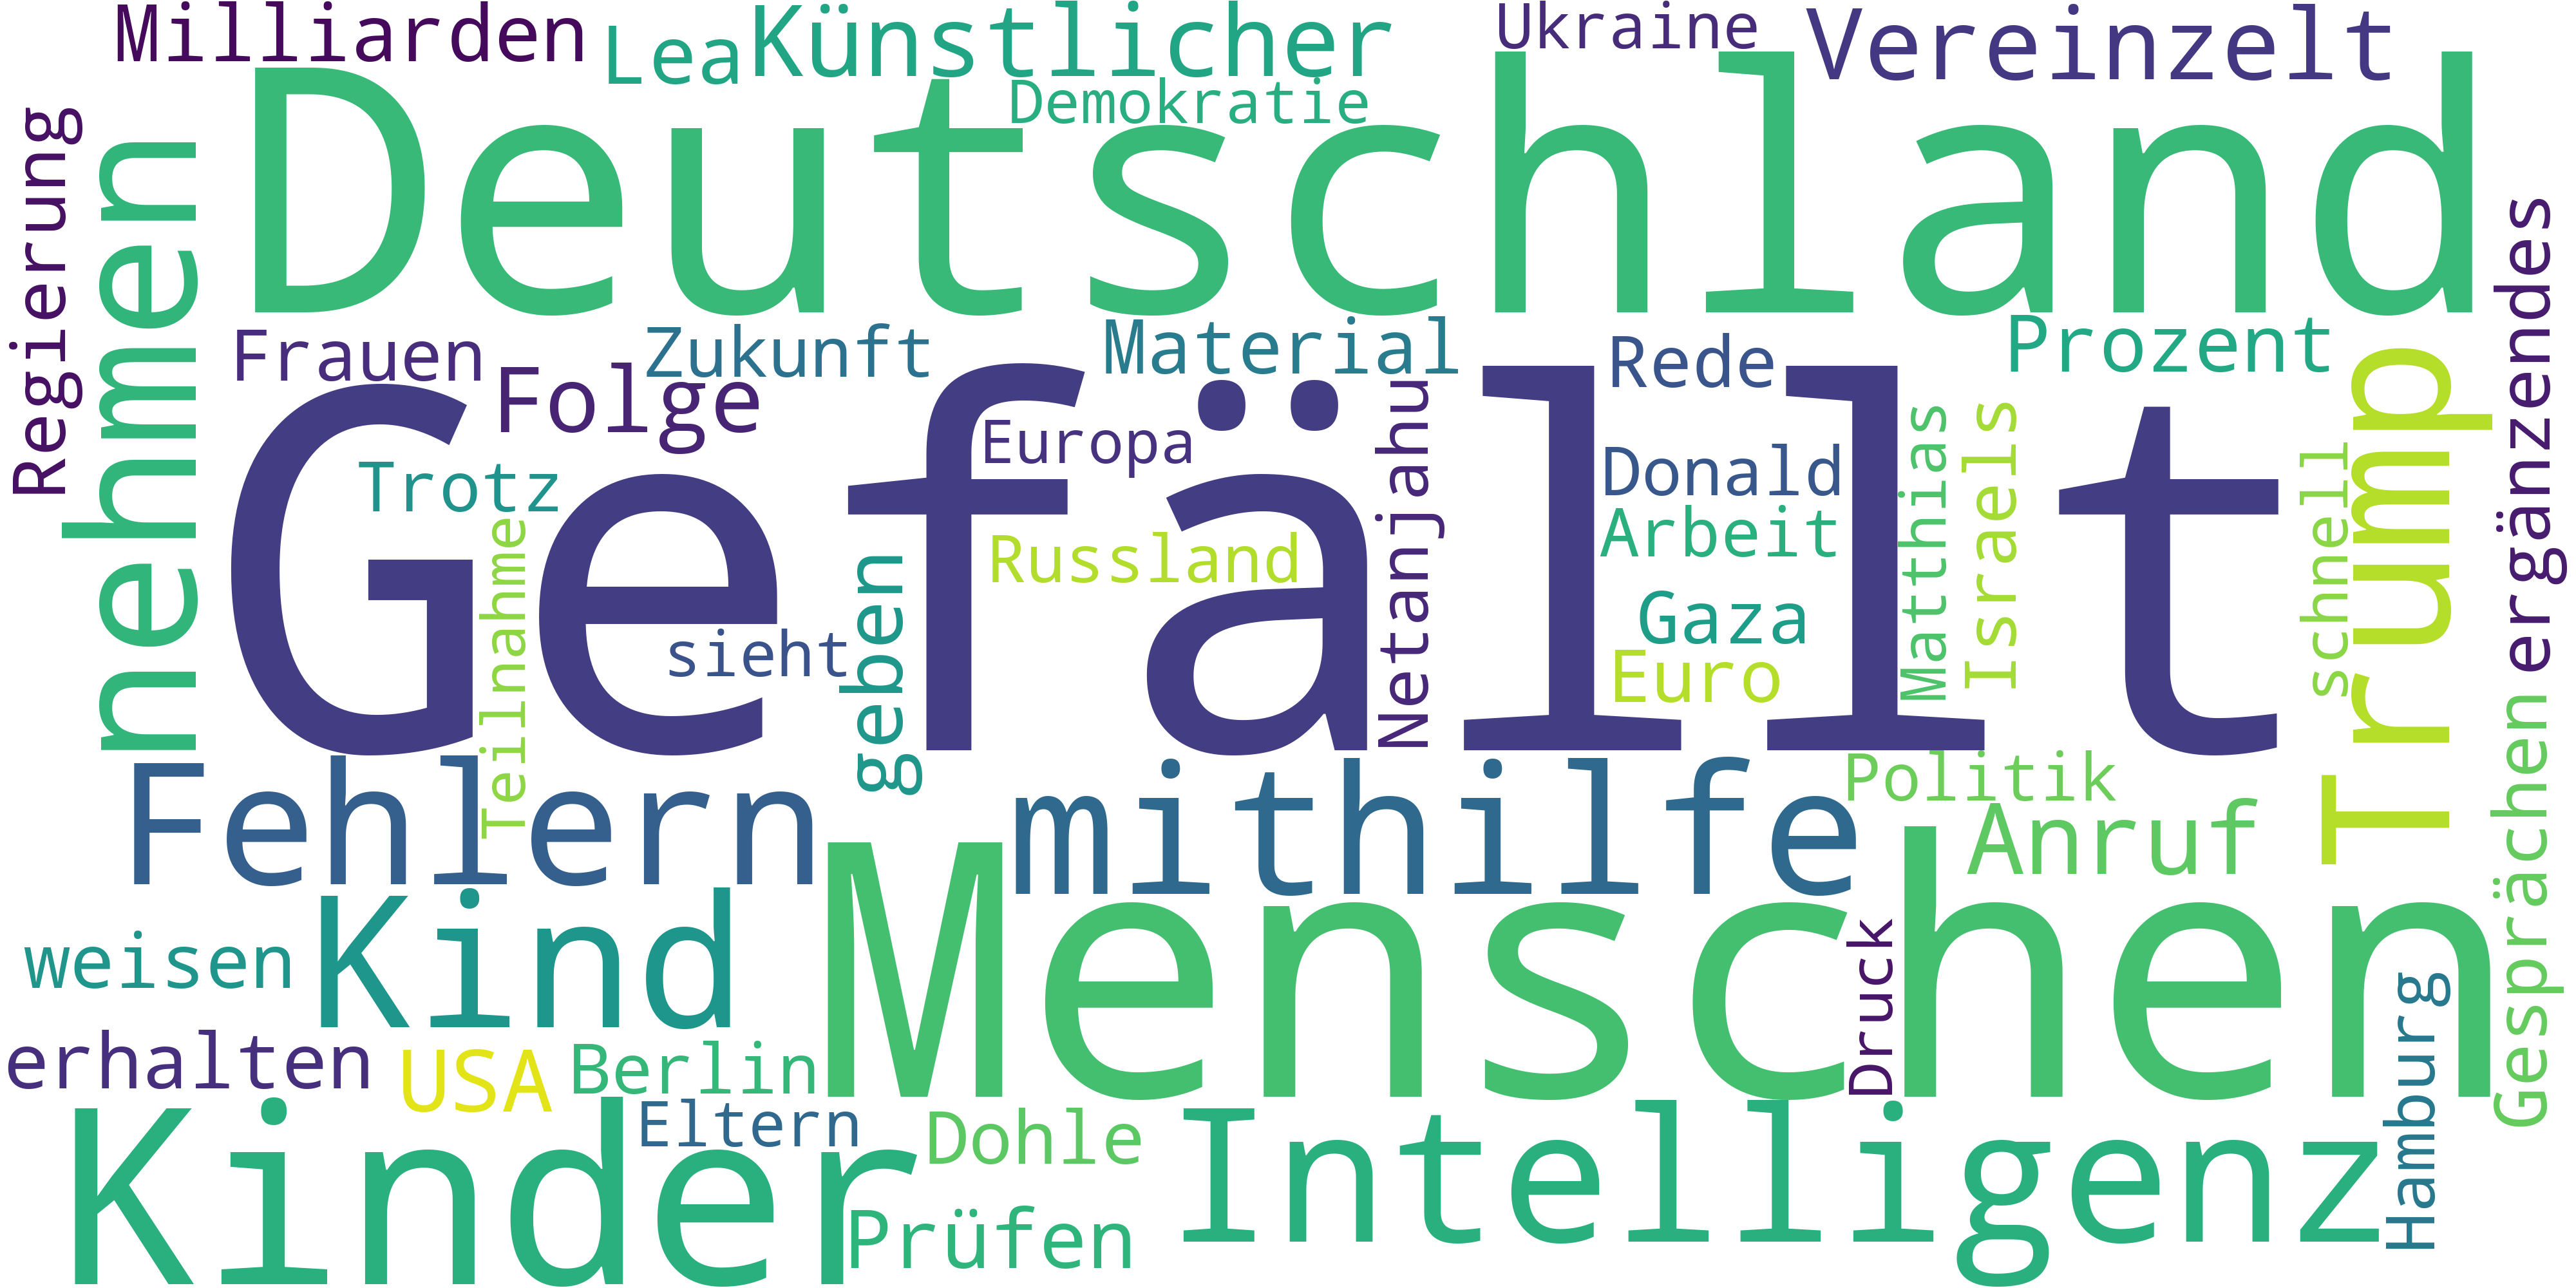 Milliarden
Lea
Künstlicher
Ukraine
Vereinzelt
Demokratie
Regierung
nehmen
Deutschland
Frauen
Folge
Zukunft
Material
Rede
Prozent
ergänzendes
Trotz
Europa
Netanjahu
Donald
Matthias
Israels
schnell
Trump
Gefällt
Teilnahme
Russland
Arbeit
sieht
geben
Gaza
Euro
Fehlern
mithilfe
Politik
Anruf
Gesprächen
weisen
Kind
Menschen
Druck
Hamburg
erhalten
USA
Berlin
Eltern
Kinder
Dohle
Intelligenz
Prüfen